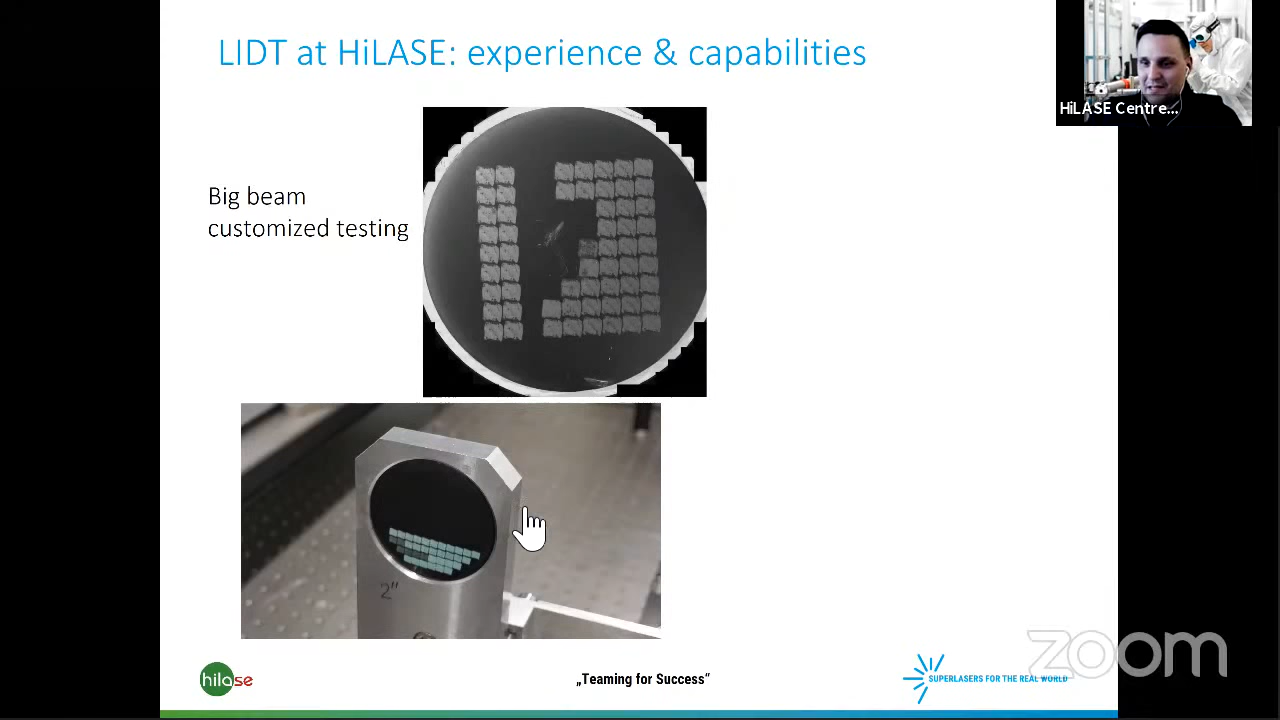 LIDT at HiLASE: experience & capabilities
HiLASE Centre...
Big beam
customized testing
2"
hilase
„Teaming for Success“
SUPERLASERS FOR THE REAL WORLD
zoom